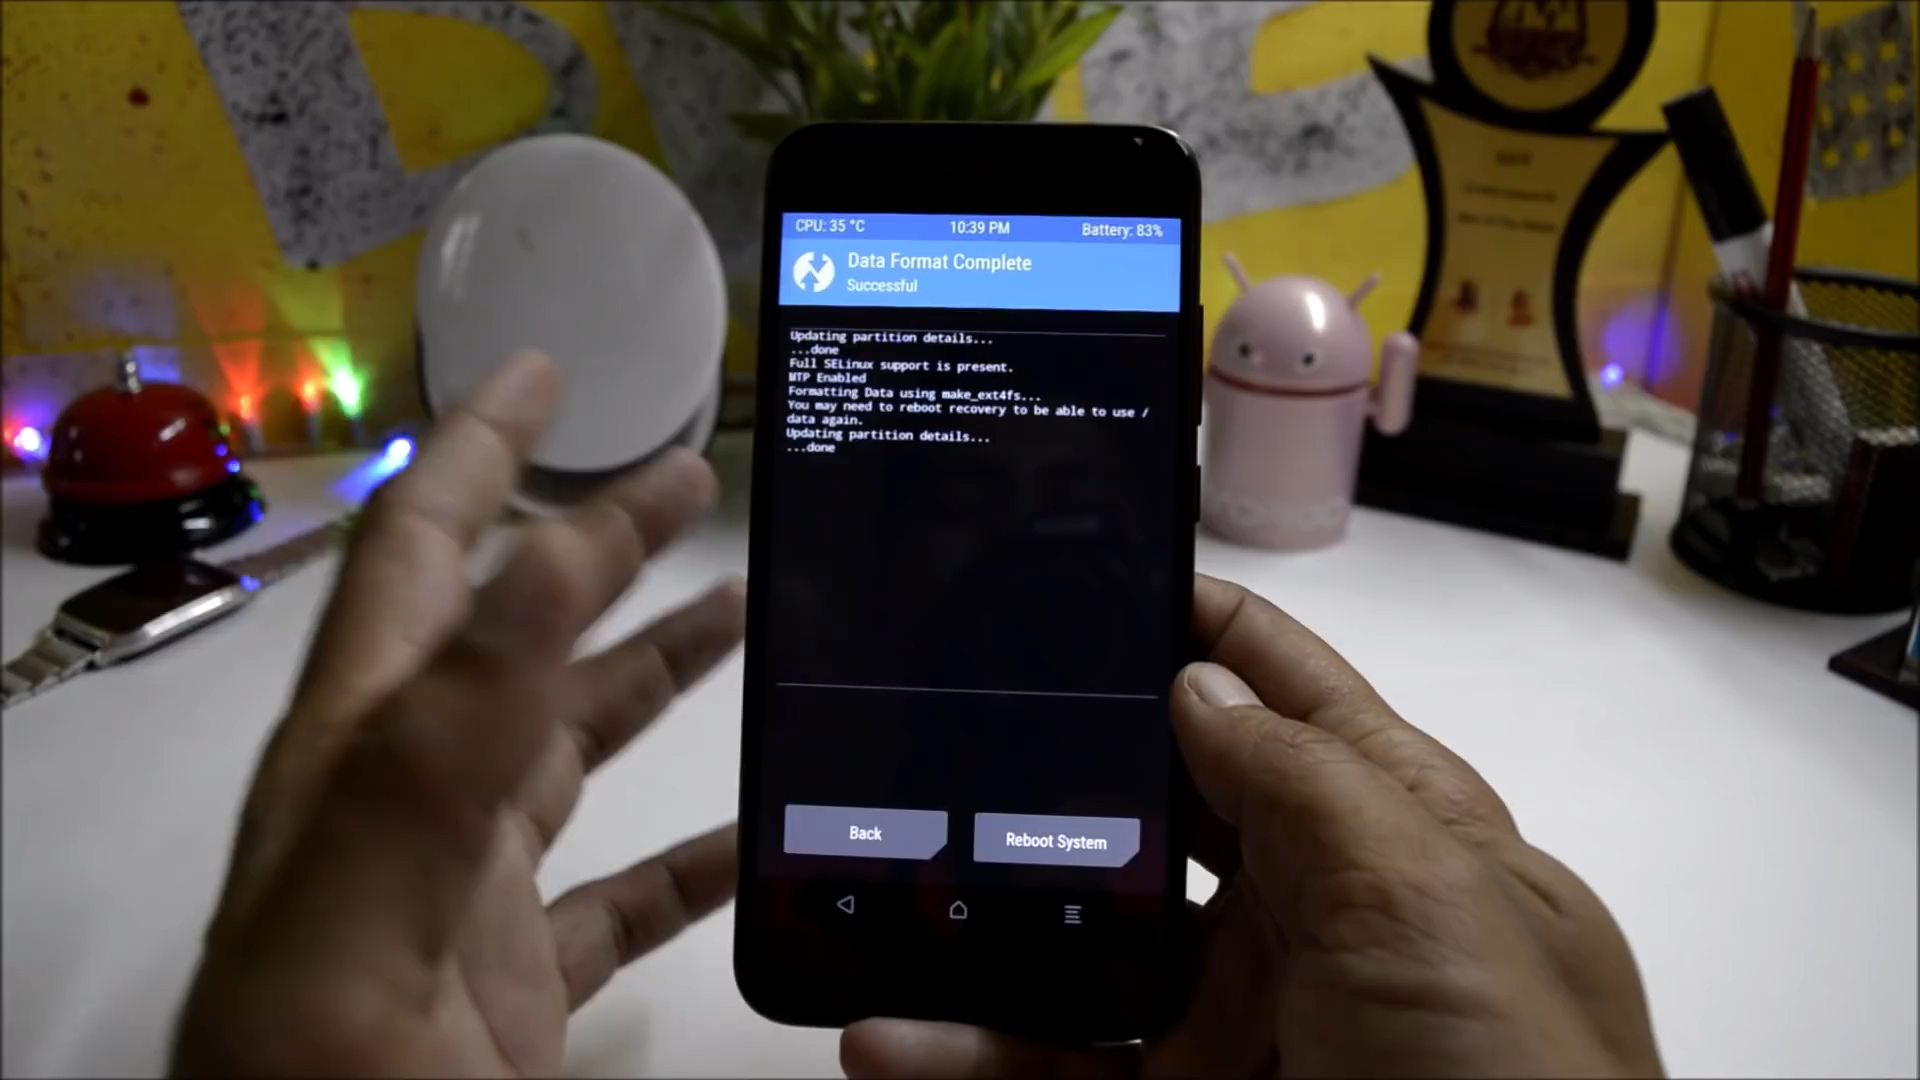 CPU: 35 °C 10:39 PM Battery: 83%
Data Format Complete
Successful
Updating partition details...
...done
Full SELinux support is present.
MTP Enabled
Formatting Data using make_ext4fs...
You may need to reboot recovery to be able to use /
data again.
Updating partition details...
...done
Back Reboot System